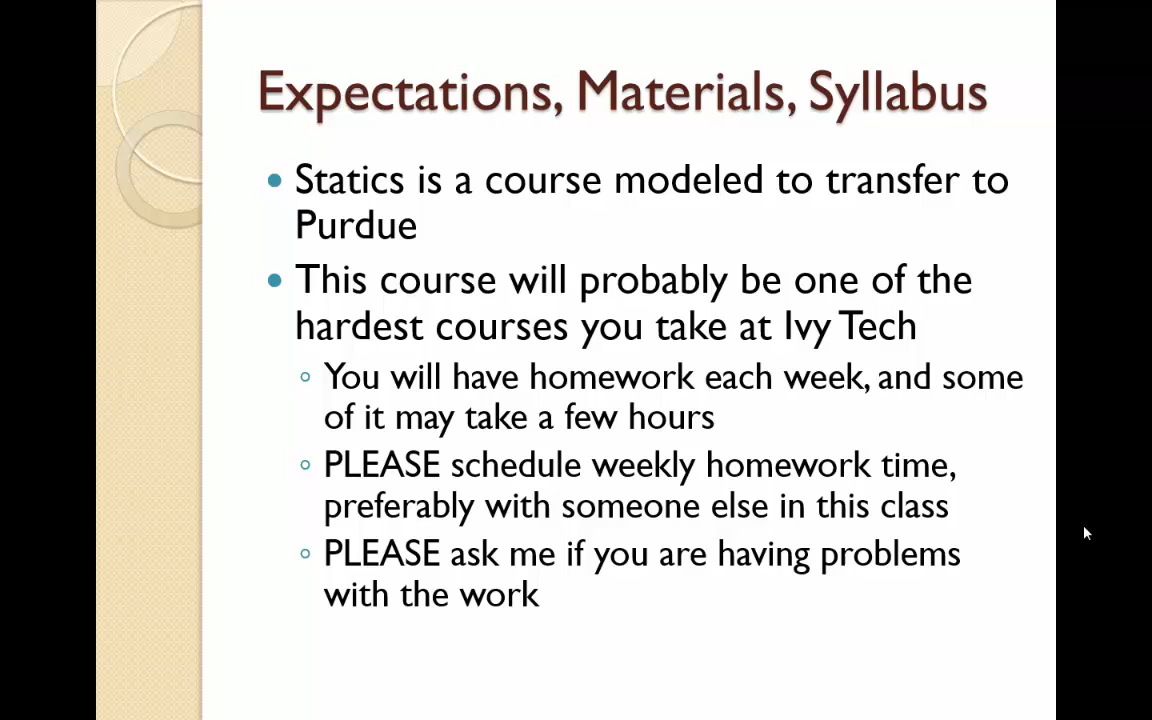 Expectations, Materials, Syllabus
• Statics is a course modeled to transfer to
Purdue
• This course will probably be one of the
hardest courses you take at Ivy Tech
◦ You will have homework each week, and some
of it may take a few hours
◦ PLEASE schedule weekly homework time,
preferably with someone else in this class
◦ PLEASE ask me if you are having problems
with the work